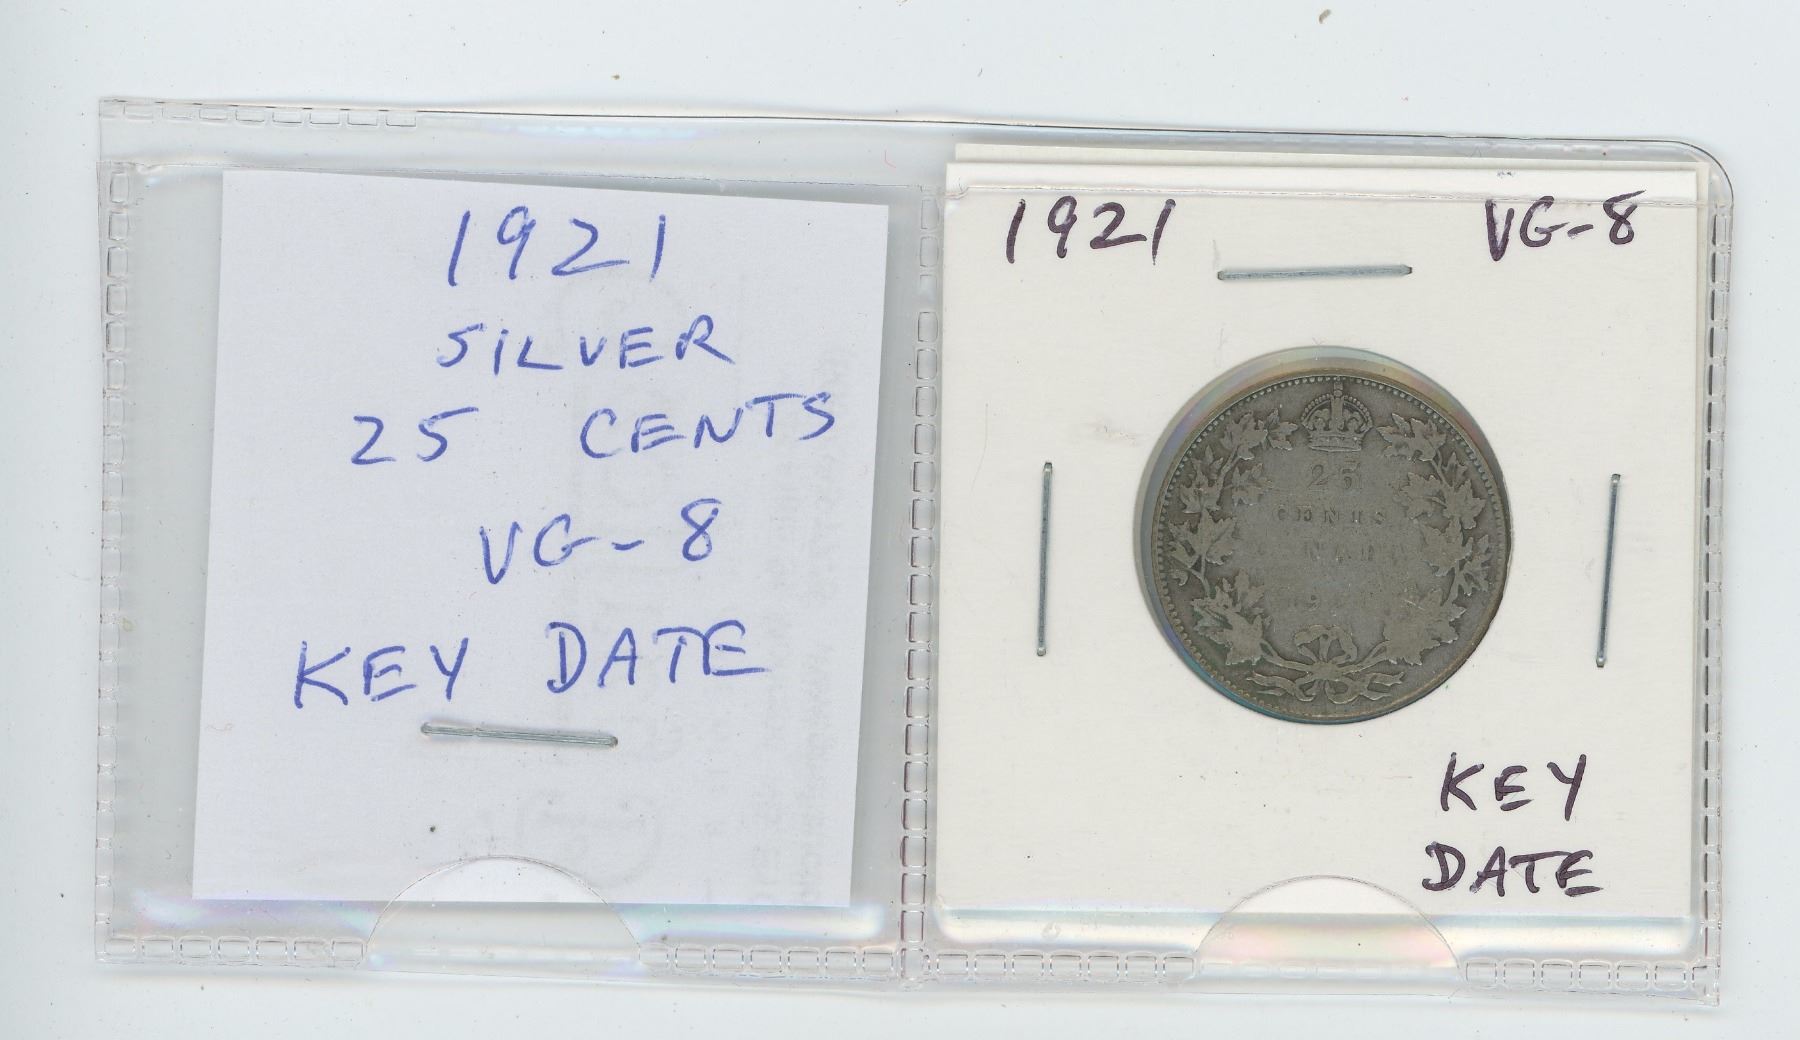 1921
SILVER
25 CENTS
VG-8
KEY DATE
1921 VG-8
25
CENTS
KEY
DATE